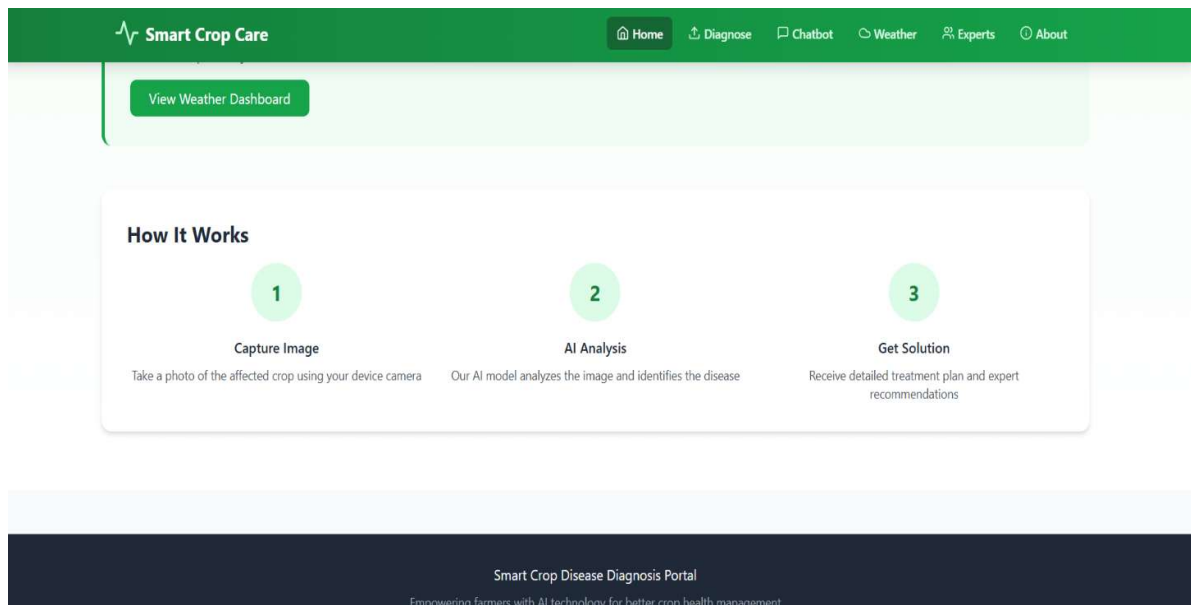 Smart Crop Care
Home
Diagnose
Chatbot
Weather
Experts
About
View Weather Dashboard
How It Works
1
2
3
Capture Image
AI Analysis
Get Solution
Take a photo of the affected crop using your device camera
Our AI model analyzes the image and identifies the disease
Receive detailed treatment plan and expert
recommendations
Smart Crop Disease Diagnosis Portal
Empowering farmers with AI technology for better crop health management